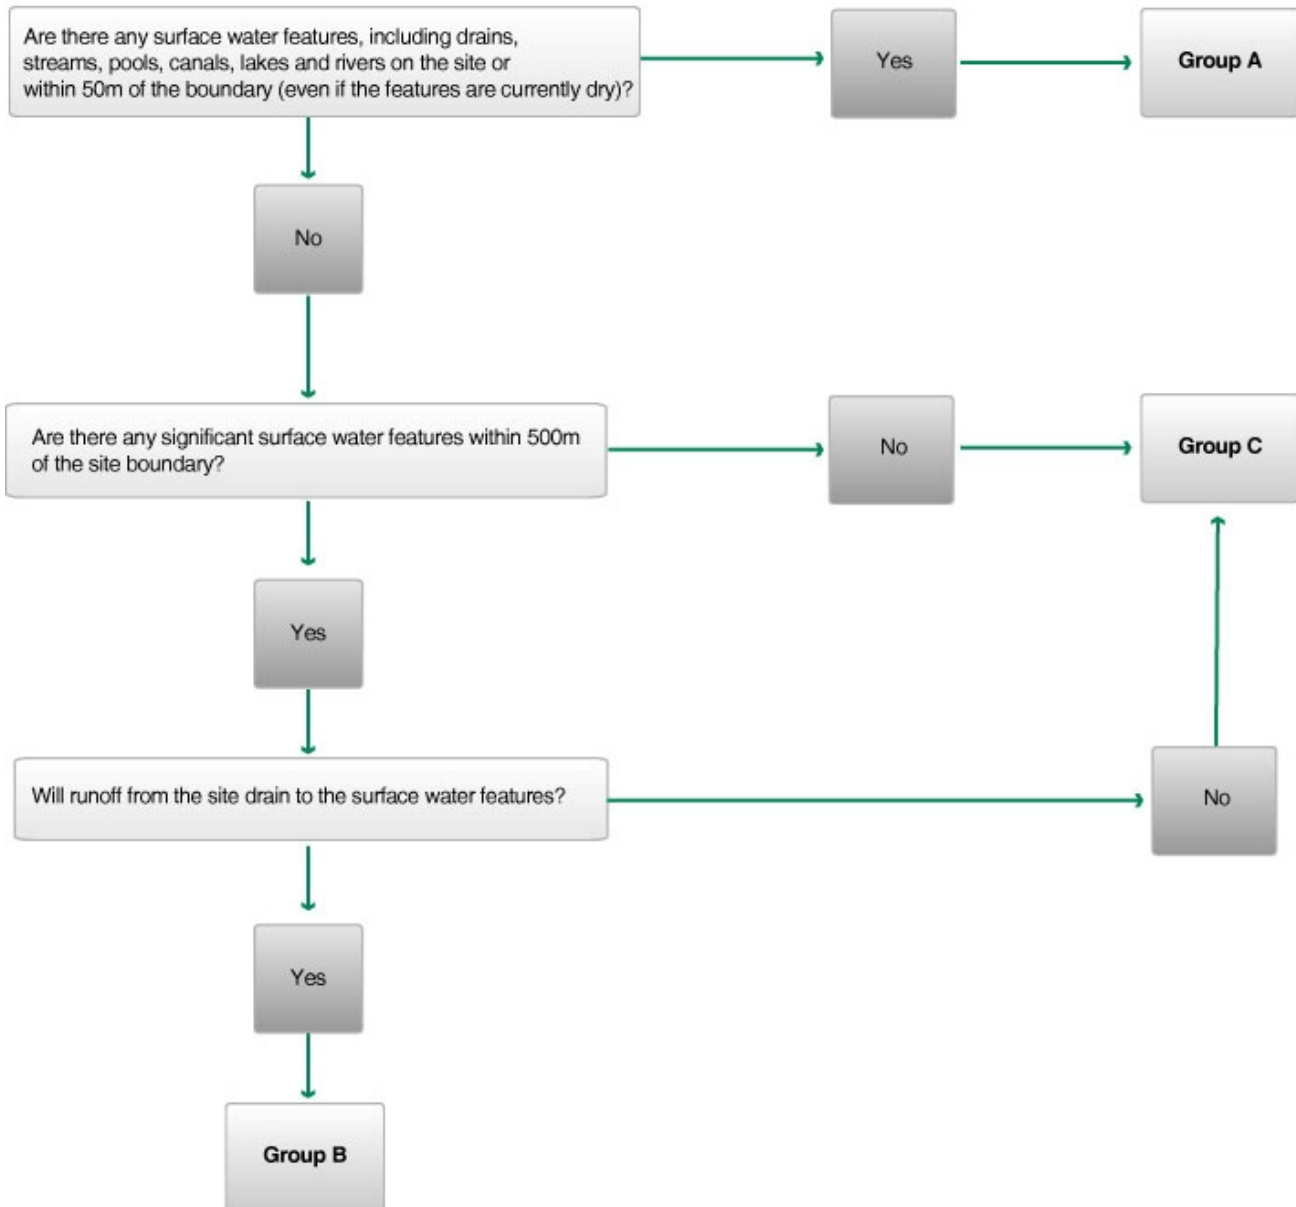 Are there any surface water features, including drains,
streams, pools, canals, lakes and rivers on the site or
within 50m of the boundary (even if the features are currently dry)?
Yes
Group A
No
Are there any significant surface water features within 500m
of the site boundary?
No
Group C
Yes
Will runoff from the site drain to the surface water features?
No
Yes
Group B